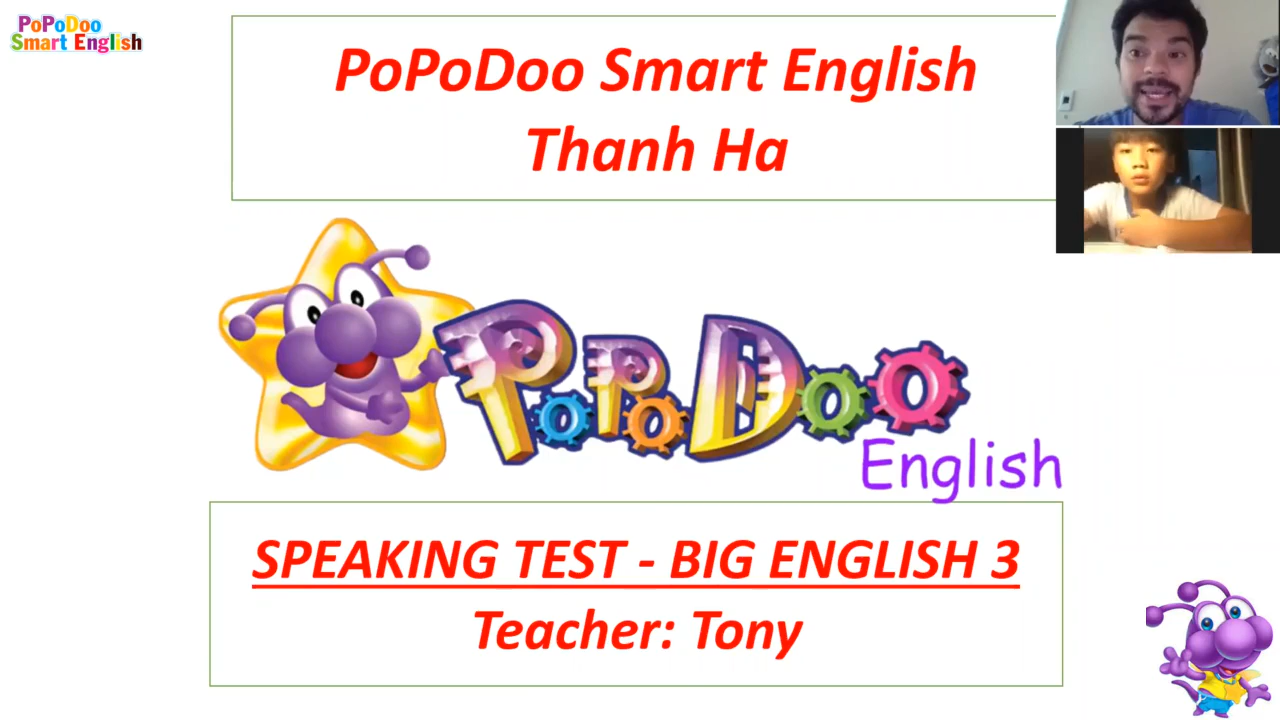 PoPoDoo
Smart English
PoPoDoo Smart English
Thanh Ha
PoPoDoo
English
SPEAKING TEST - BIG ENGLISH 3
Teacher: Tony